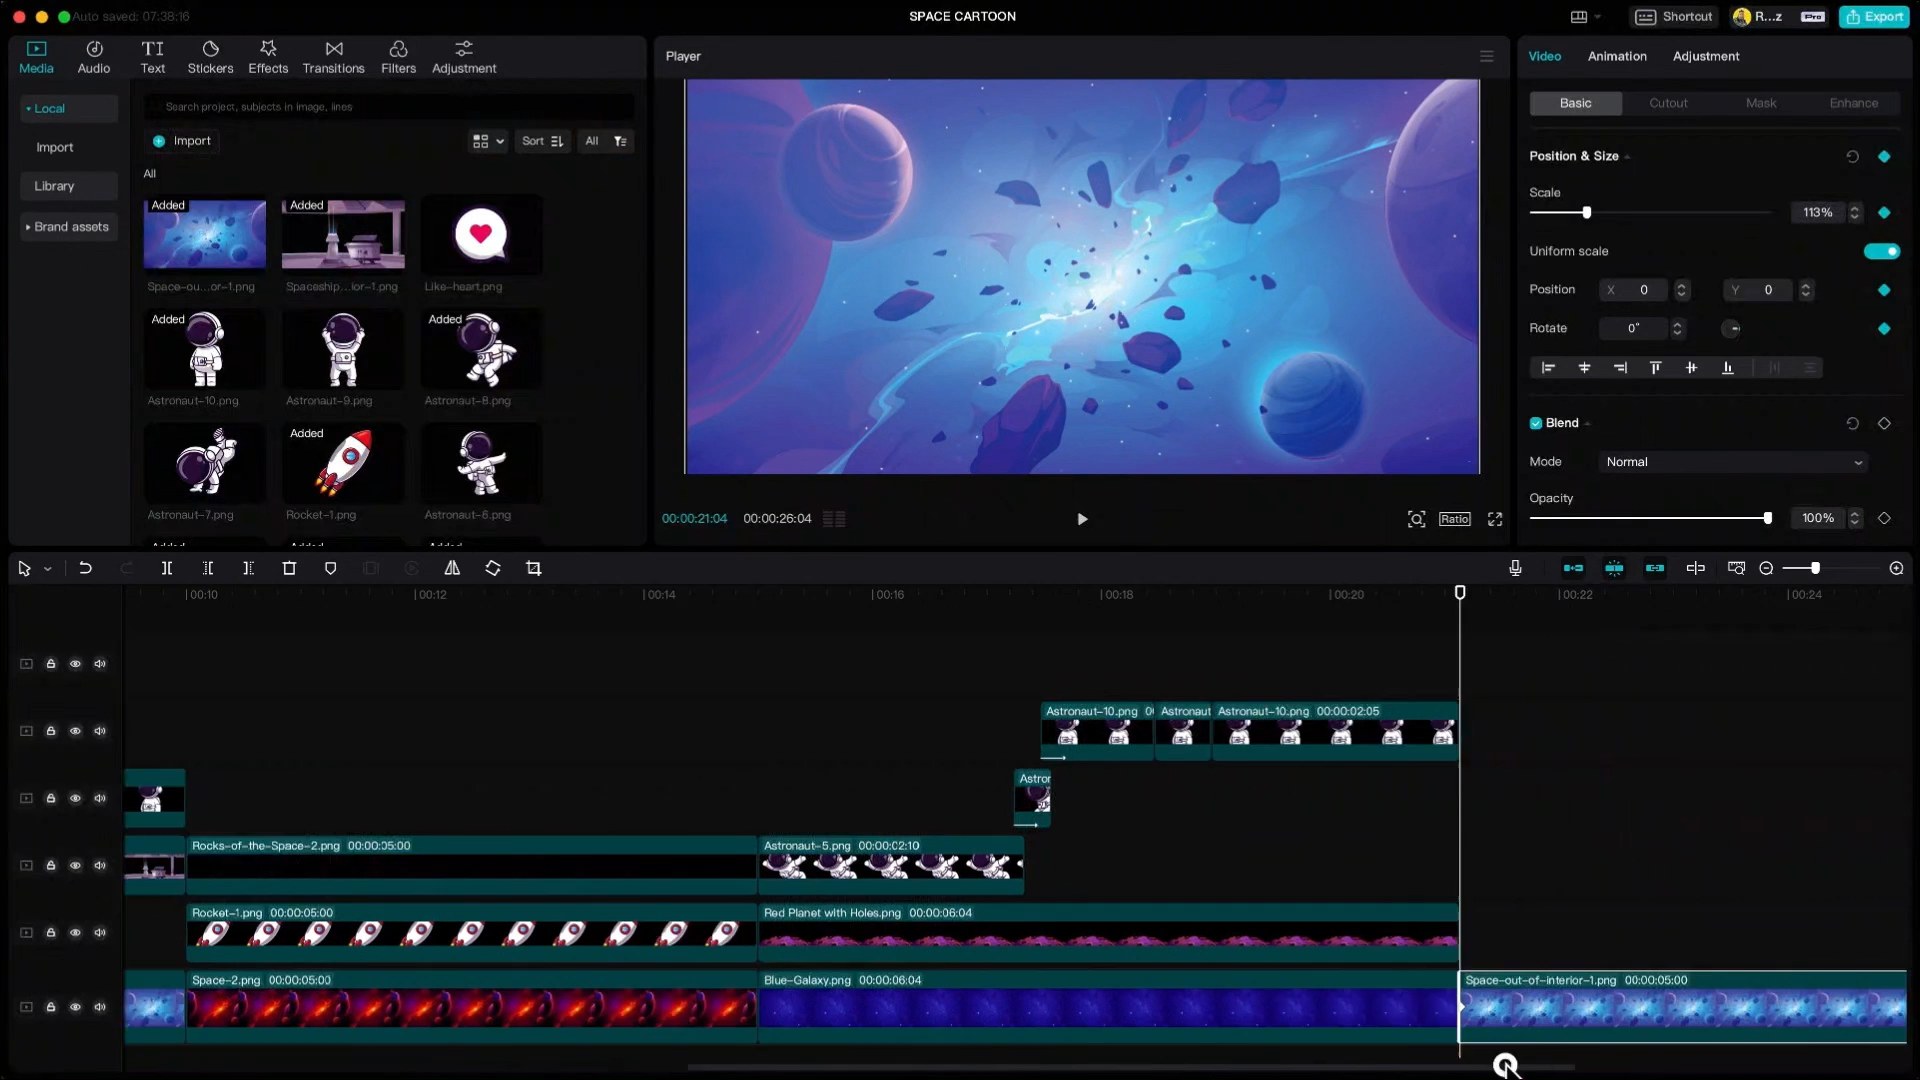 Auto saved: 07:38:16
SPACE CARTOON
Shortcut
R...z
Pro
Export
Media
Audio
TI
Text
Stickers
Effects
Transitions
Filters
Adjustment
Player
Video
Animation
Adjustment
Local
Import
Library
Brand assets
Search project, subjects in image, lines
Import
Sort
All
All
Added
Added
Space-ou...or-1.png
Spaceship...ior-1.png
Like-heart.png
Added
Added
Astronaut-10.png
Astronaut-9.png
Astronaut-8.png
Added
Astronaut-7.png
Rocket-1.png
Astronaut-6.png
00:00:21:04
00:00:26:04
Ratio
Basic
Cutout
Mask
Enhance
Position & Size
Scale
113%
Uniform scale
Position
X 0
Y 0
Rotate
0°
Blend
Mode
Normal
Opacity
100%
00:10
00:12
00:14
00:16
00:18
00:20
00:22
00:24
Astronaut-10.png 0
Astronaut
Astronaut-10.png 00:00:02:05
Astror
Rocks-of-the-Space-2.png 00:00:05:00
Astronaut-5.png 00:00:02:10
Rocket-1.png 00:00:05:00
Red Planet with Holes.png 00:00:06:04
Space-2.png 00:00:05:00
Blue-Galaxy.png 00:00:06:04
Space-out-of-interior-1.png 00:00:05:00